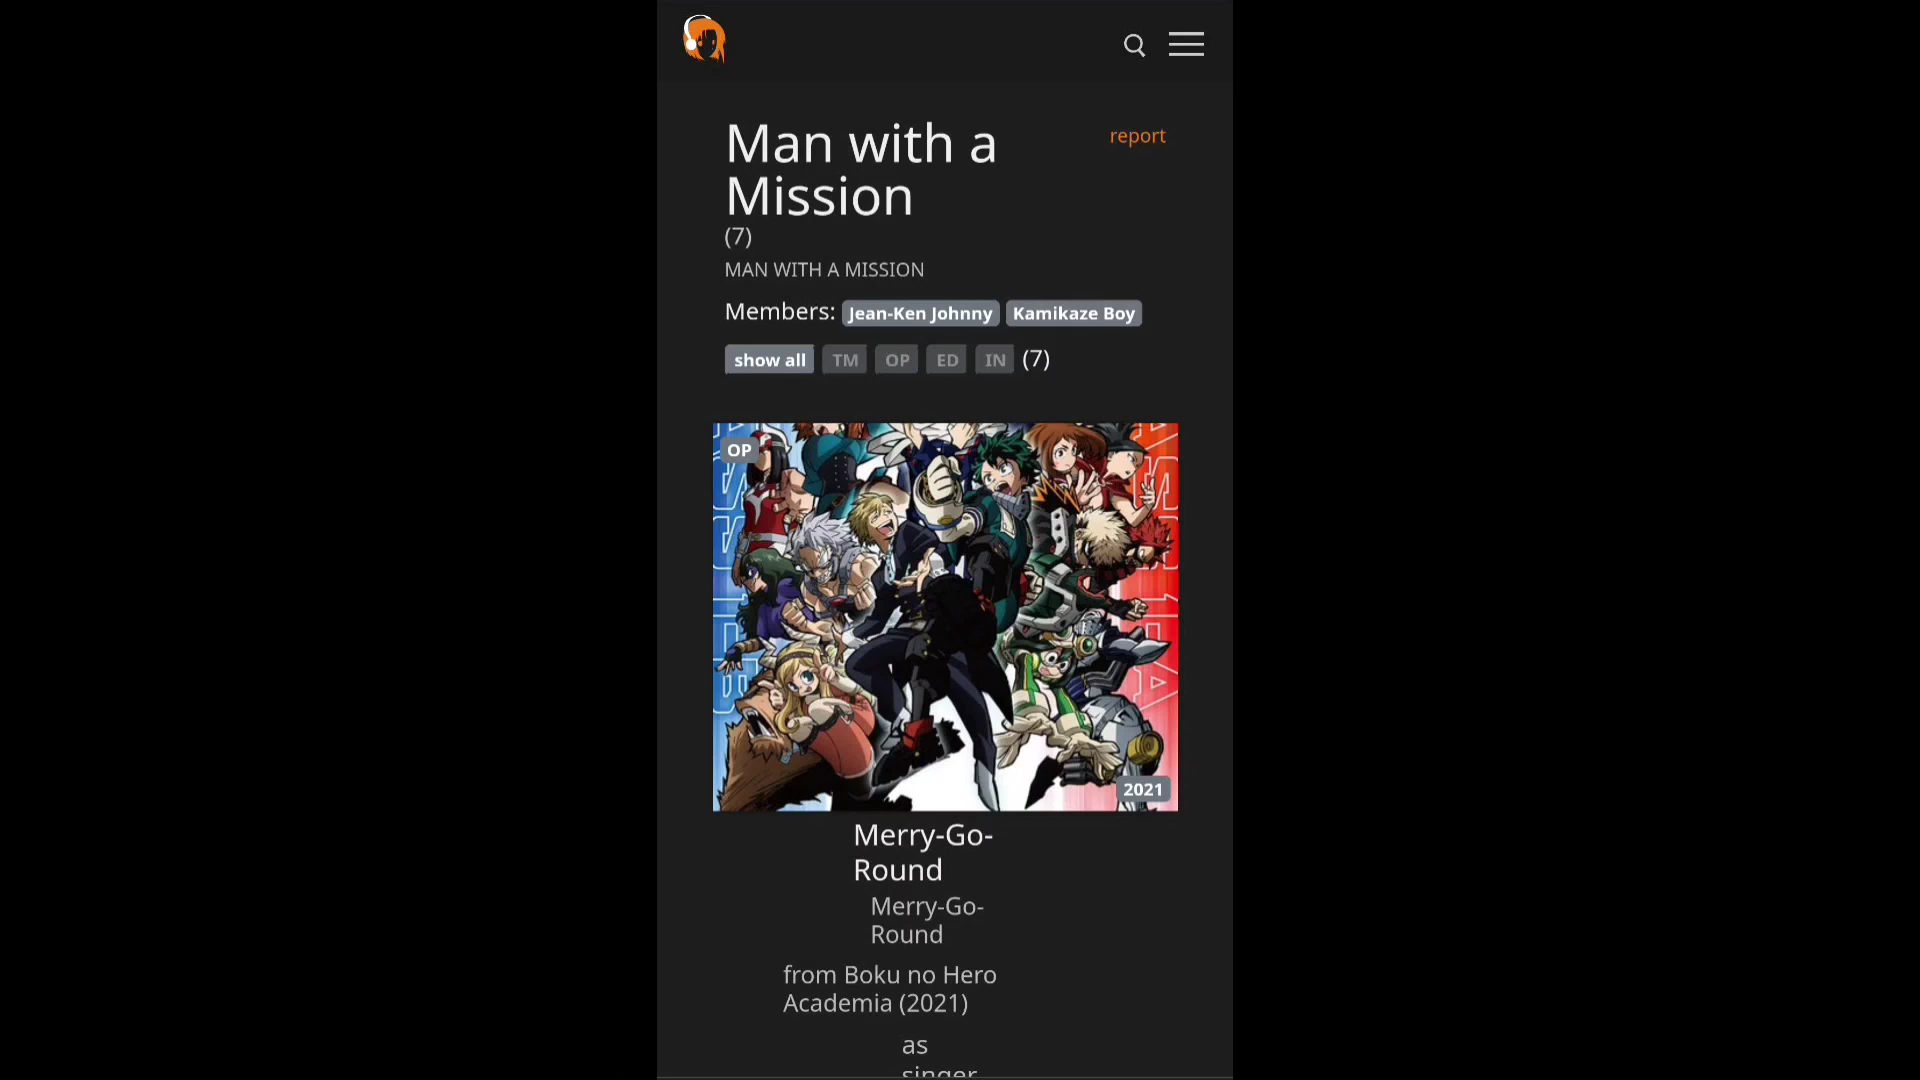 Man with a
Mission
report
(7)
MAN WITH A MISSION
Members: Jean-Ken Johnny Kamikaze Boy
show all TM OP ED IN (7)
OP
2021
Merry-Go-
Round
Merry-Go-
Round
from Boku no Hero
Academia (2021)
as
singer